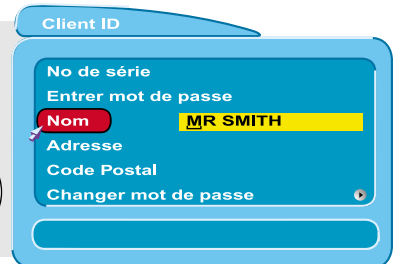 Client ID
No de série
Entrer mot de passe
Nom MR SMITH
Adresse
Code Postal
Changer mot de passe